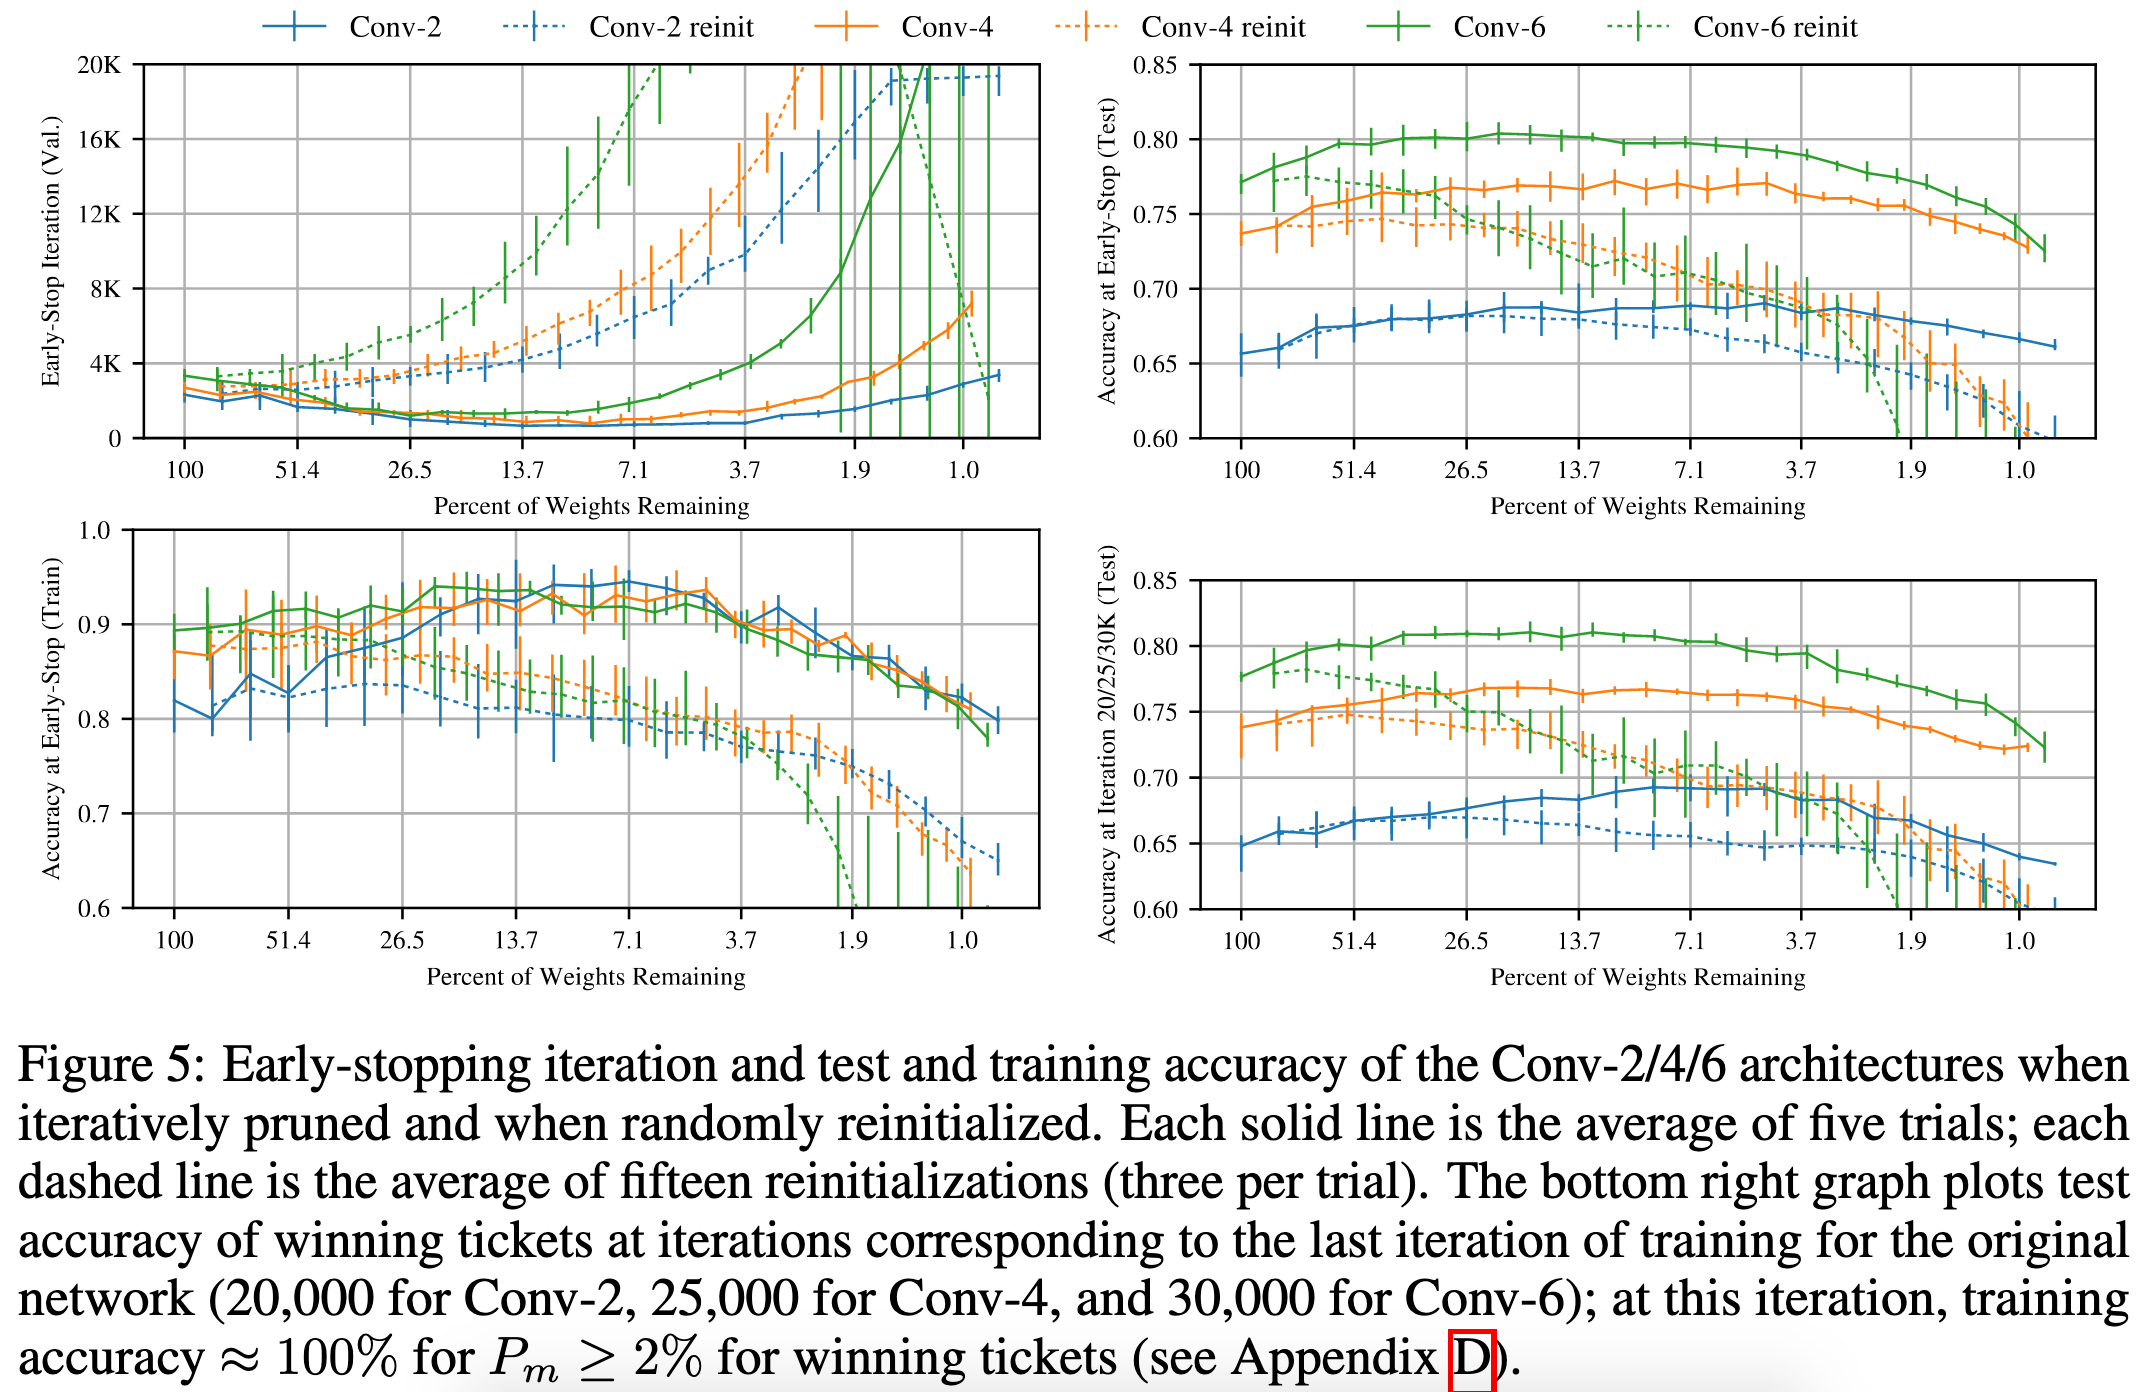 Conv-2 Conv-2 reinit Conv-4 Conv-4 reinit Conv-6 Conv-6 reinit
Early-Stop Iteration (Val.)
20K
16K
12K
8K
4K
0
100 51.4 26.5 13.7 7.1 3.7 1.9 1.0
Percent of Weights Remaining
Accuracy at Early-Stop (Test)
0.85
0.80
0.75
0.70
0.65
0.60
100 51.4 26.5 13.7 7.1 3.7 1.9 1.0
Percent of Weights Remaining
Accuracy at Early-Stop (Train)
1.0
0.9
0.8
0.7
0.6
100 51.4 26.5 13.7 7.1 3.7 1.9 1.0
Percent of Weights Remaining
Accuracy at Iteration 20/25/30K (Test)
0.85
0.80
0.75
0.70
0.65
0.60
100 51.4 26.5 13.7 7.1 3.7 1.9 1.0
Percent of Weights Remaining
Figure 5: Early-stopping iteration and test and training accuracy of the Conv-2/4/6 architectures when
iteratively pruned and when randomly reinitialized. Each solid line is the average of five trials; each
dashed line is the average of fifteen reinitializations (three per trial). The bottom right graph plots test
accuracy of winning tickets at iterations corresponding to the last iteration of training for the original
network (20,000 for Conv-2, 25,000 for Conv-4, and 30,000 for Conv-6); at this iteration, training
accuracy ≈ 100% for Pm ≥ 2% for winning tickets (see Appendix D).